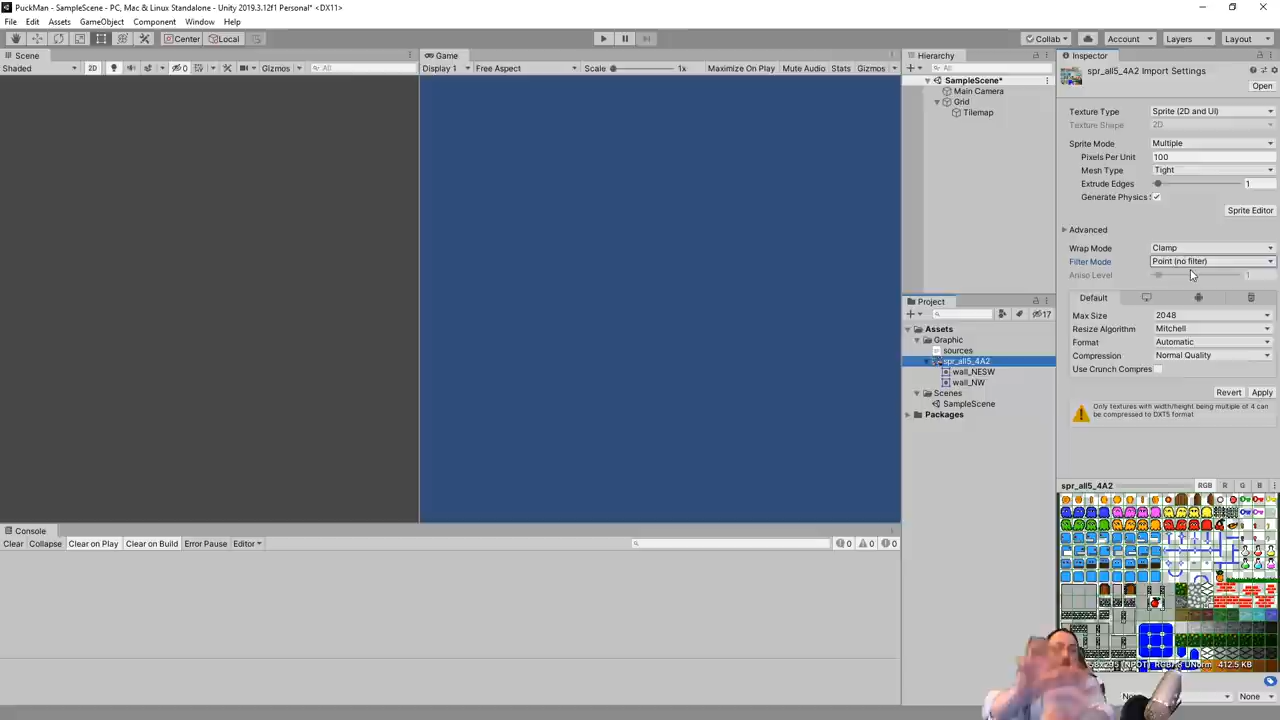 PuckMan - SampleScene - PC, Mac & Linux Standalone - Unity 2019.3.12f1 Personal* <DX11>
File Edit Assets GameObject Component Window Help
Center Local Collab Account Layers Layout
Scene
Shaded 2D 0 Gizmos All
Game
Display 1 Free Aspect Scale 1x Maximize On Play Mute Audio Stats Gizmos
Hierarchy
All
SampleScene*
Main Camera
Grid
Tilemap
Project
17
Assets
Graphic
sources
spr_all5_4A2
wall_NESW
wall_NW
Scenes
SampleScene
Packages
Inspector
spr_all5_4A2 Import Settings
Open
Texture Type Sprite (2D and UI)
Texture Shape 2D
Sprite Mode Multiple
Pixels Per Unit 100
Mesh Type Tight
Extrude Edges 1
Generate Physics
Sprite Editor
Advanced
Wrap Mode Clamp
Filter Mode Point (no filter)
Aniso Level 1
Default
Max Size 2048
Resize Algorithm Mitchell
Format Automatic
Compression Normal Quality
Use Crunch Compres
Revert Apply
Only textures with width/height being multiple of 4 can
be compressed to DXT5 format
spr_all5_4A2 RGB R G B
412.5 KB
None
Console
Clear Collapse Clear on Play Clear on Build Error Pause Editor 0 0 0